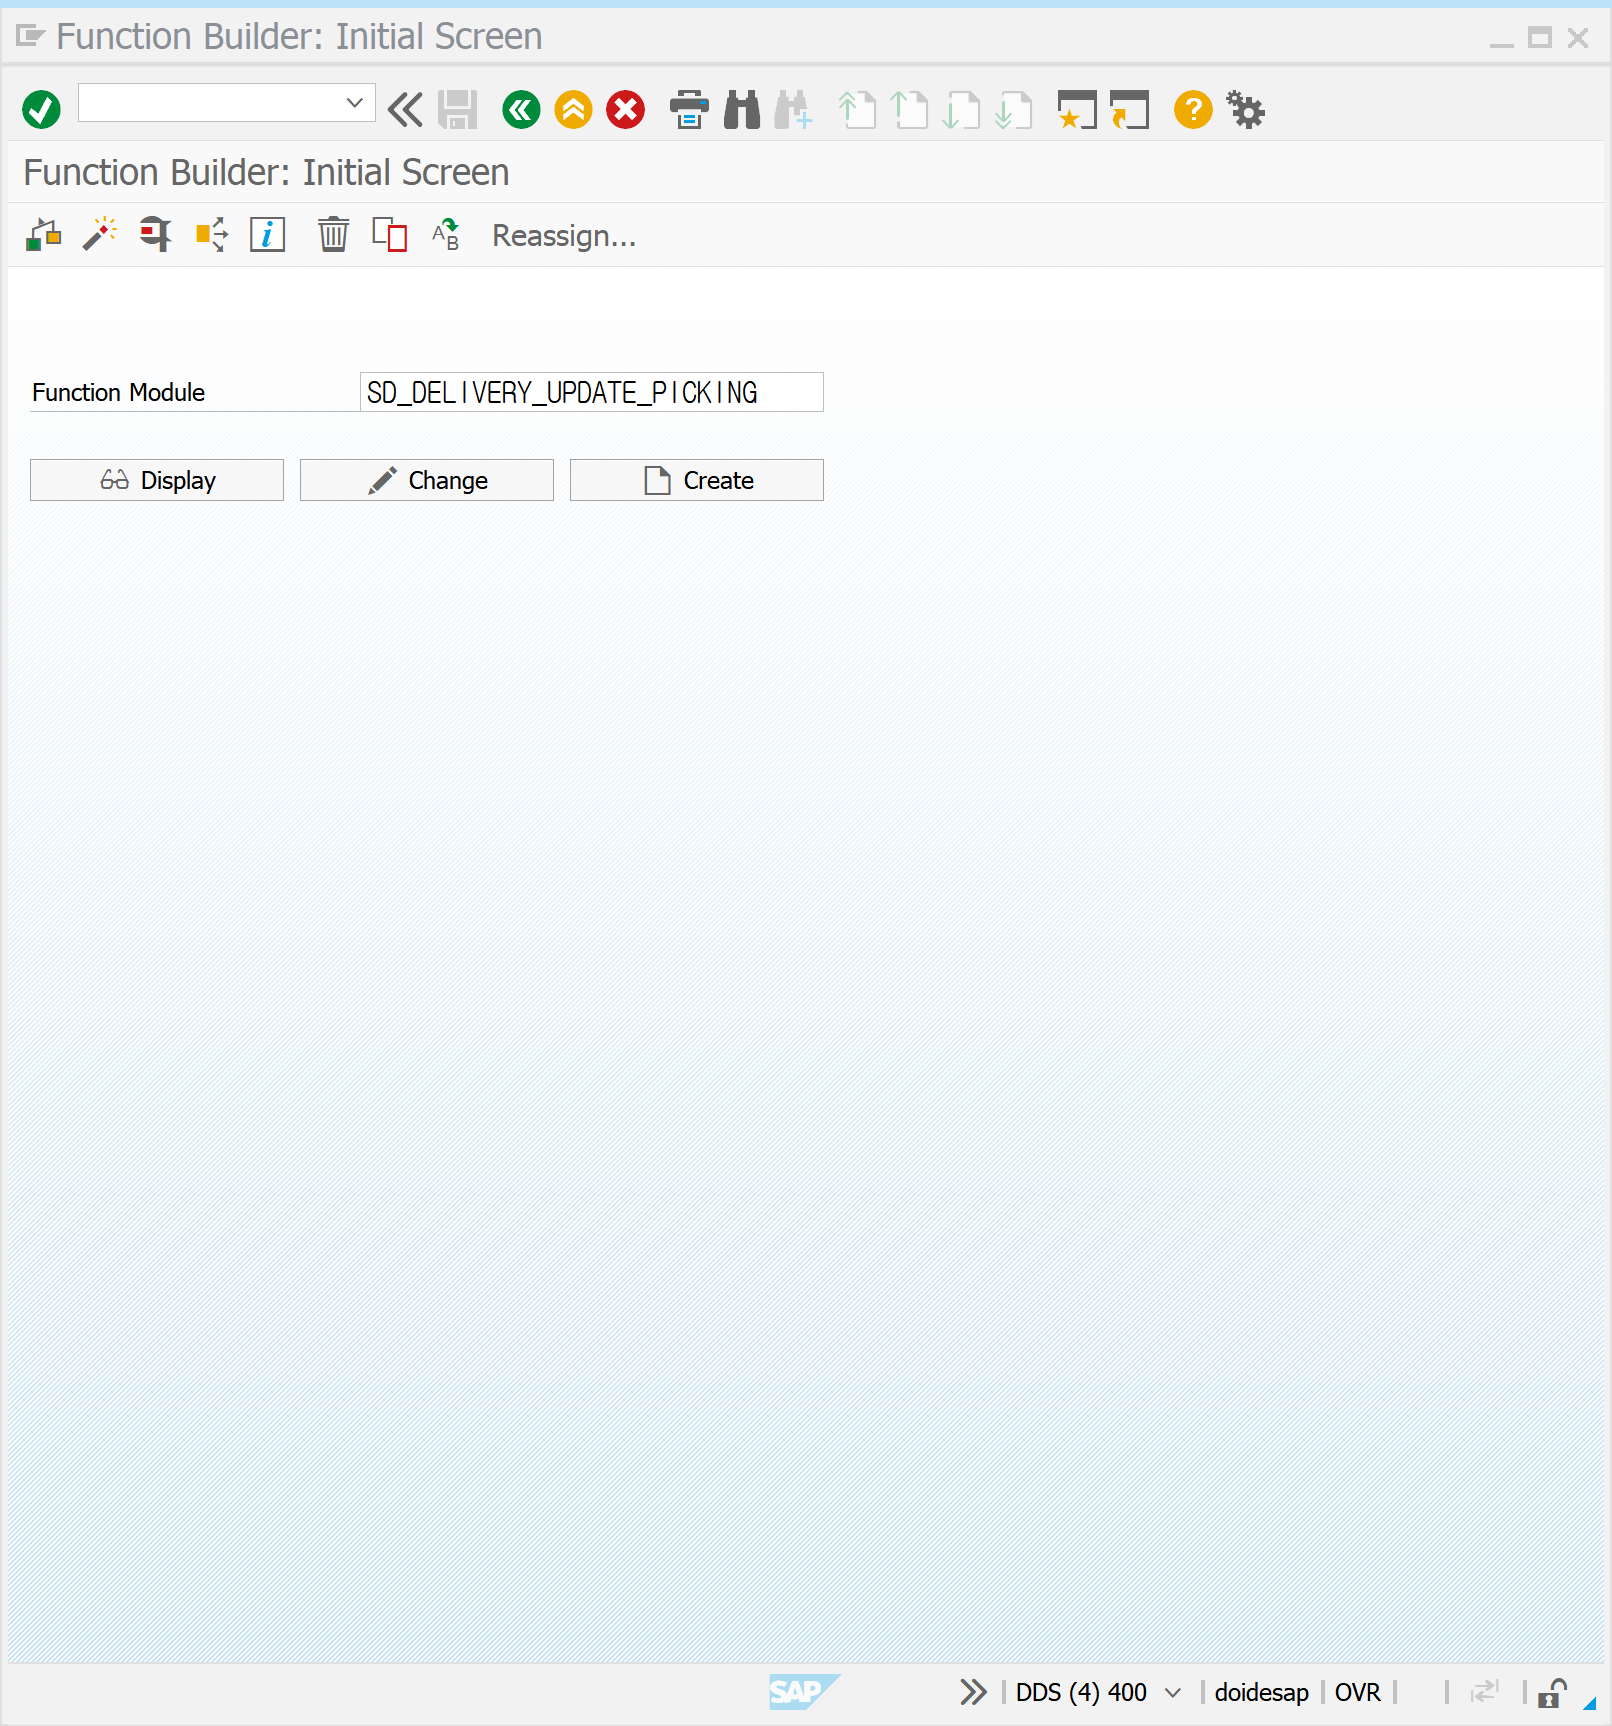 Function Builder: Initial Screen
Function Builder: Initial Screen
Reassign...
Function Module SD_DELIVERY_UPDATE_PICKING
Display Change Create
SAP DDS (4) 400 doidesap OVR